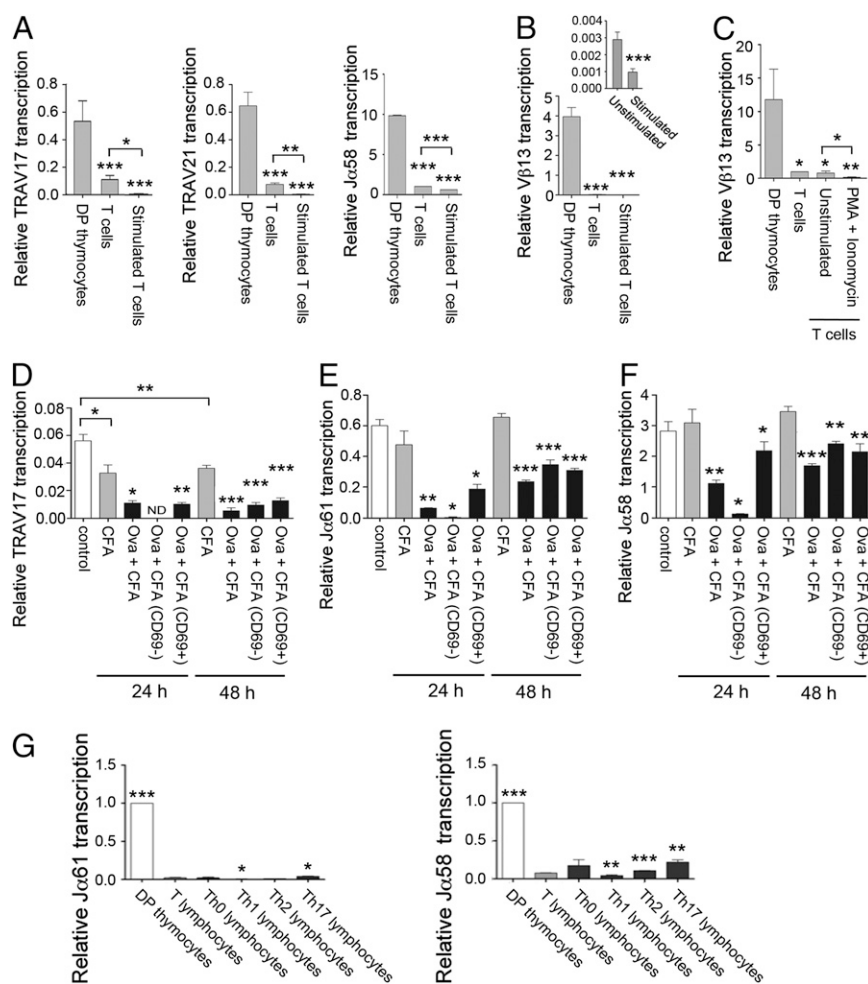 A
Relative TRAV17 transcription
0.8
0.6
0.4
0.2
0.0
*
***
***
DP thymocytes
T cells
Stimulated T cells
Relative TRAV21 transcription
0.8
0.6
0.4
0.2
0.0
**
***
***
DP thymocytes
T cells
Stimulated T cells
Relative Jα58 transcription
15
10
5
0
***
***
***
DP thymocytes
T cells
Stimulated T cells
B
Relative Vβ13 transcription
5
4
3
2
1
0
***
***
DP thymocytes
T cells
Stimulated T cells
0.004
0.003
0.002
0.001
0.000
***
Unstimulated
Stimulated
C
Relative Vβ13 transcription
20
15
10
5
0
*
*
*
**
DP thymocytes
T cells
Unstimulated
PMA + Ionomycin
T cells
D
Relative TRAV17 transcription
0.08
0.06
0.04
0.02
0.00
**
*
*
ND
**
***
***
***
control
CFA
Ova + CFA
Ova + CFA (CD69-)
Ova + CFA (CD69+)
CFA
Ova + CFA
Ova + CFA (CD69-)
Ova + CFA (CD69+)
24 h
48 h
E
Relative Jα61 transcription
0.8
0.6
0.4
0.2
0.0
**
*
*
***
***
***
control
CFA
Ova + CFA
Ova + CFA (CD69-)
Ova + CFA (CD69+)
CFA
Ova + CFA
Ova + CFA (CD69-)
Ova + CFA (CD69+)
24 h
48 h
F
Relative Jα58 transcription
4
3
2
1
0
**
*
*
***
**
**
control
CFA
Ova + CFA
Ova + CFA (CD69-)
Ova + CFA (CD69+)
CFA
Ova + CFA
Ova + CFA (CD69-)
Ova + CFA (CD69+)
24 h
48 h
G
Relative Jα61 transcription
1.5
1.0
0.5
0.0
***
*
*
DP thymocytes
T lymphocytes
Th0 lymphocytes
Th1 lymphocytes
Th2 lymphocytes
Th17 lymphocytes
Relative Jα58 transcription
1.5
1.0
0.5
0.0
***
**
***
**
DP thymocytes
T lymphocytes
Th0 lymphocytes
Th1 lymphocytes
Th2 lymphocytes
Th17 lymphocytes